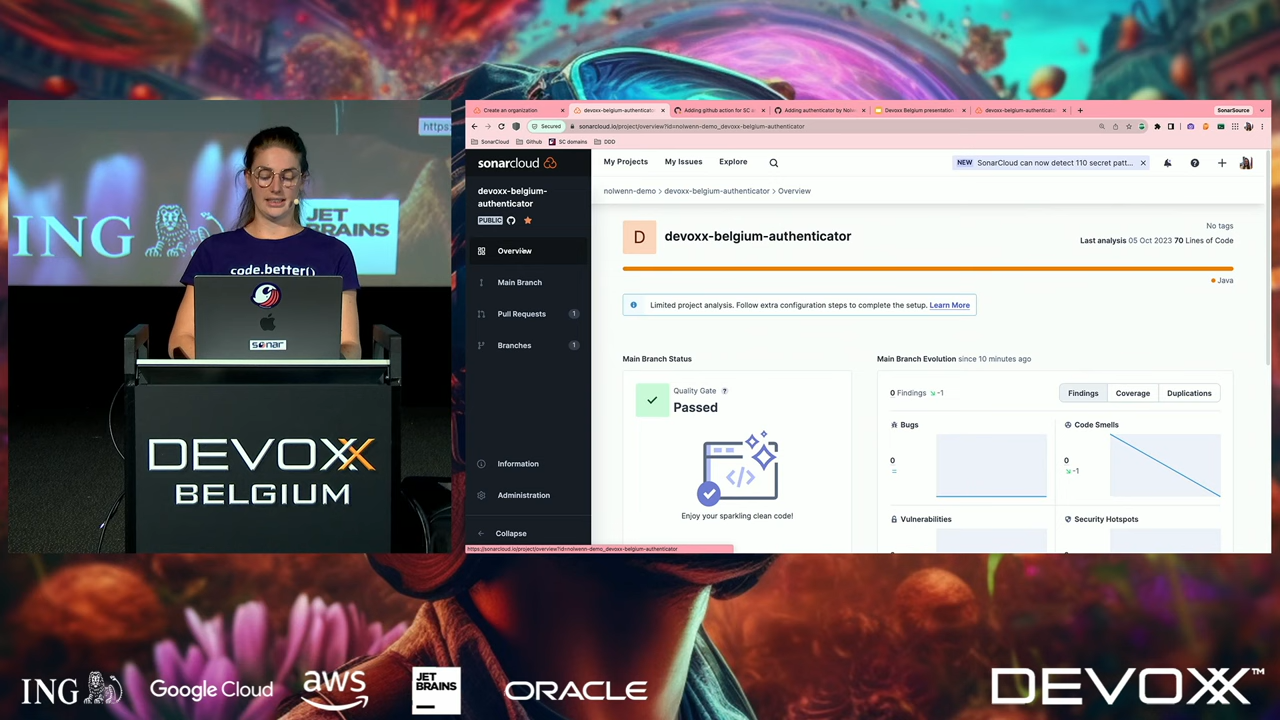 https:
ING
JET
BRAINS
code.better()
sonar
DEVOXX
BELGIUM
Create an organization
devoxx-belgium-authenticator
Adding github action for SC a
Adding authenticator by Nolw
Devoxx Belgium presentation
devoxx-belgium-authenticator
SonarSource
Secured
sonarcloud.io/project/overview?id=nolwenn-demo_devoxx-belgium-authenticator
SonarCloud
Github
SC domains
DDD
sonarcloud
My Projects
My Issues
Explore
NEW
SonarCloud can now detect 110 secret patt...
devoxx-belgium-
authenticator
PUBLIC
Overview
Main Branch
Pull Requests 1
Branches 1
Information
Administration
Collapse
https://sonarcloud.io/project/overview?id=nolwenn-demo_devoxx-belgium-authenticator
nolwenn-demo > devoxx-belgium-authenticator > Overview
D
devoxx-belgium-authenticator
No tags
Last analysis 05 Oct 2023 70 Lines of Code
Java
Limited project analysis. Follow extra configuration steps to complete the setup. Learn More
Main Branch Status
Quality Gate ?
Passed
</>
Enjoy your sparkling clean code!
Main Branch Evolution since 10 minutes ago
0 Findings -1
Findings
Coverage
Duplications
Bugs
0
=
Code Smells
0
-1
Vulnerabilities
Security Hotspots
ING
Google Cloud
aws
JET
BRAINS
ORACLE
DEVOXX™